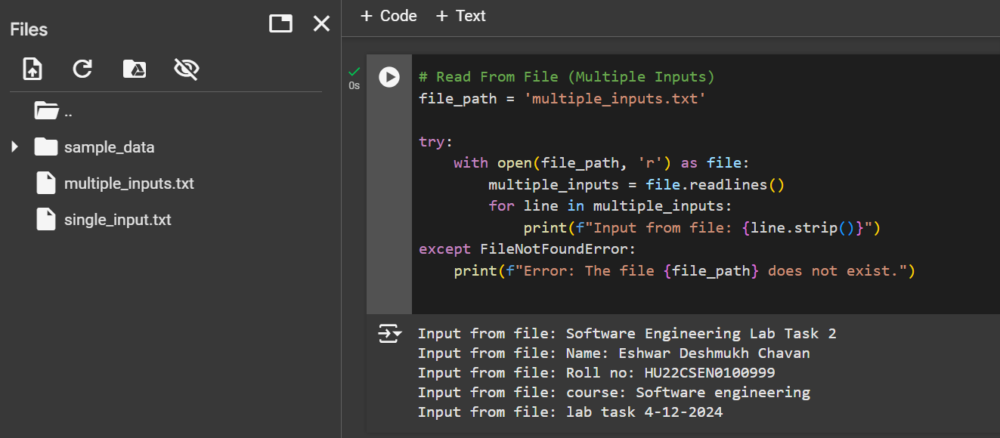 Files
..
sample_data
multiple_inputs.txt
single_input.txt
+ Code + Text
0s
# Read From File (Multiple Inputs)
file_path = 'multiple_inputs.txt'
try:
    with open(file_path, 'r') as file:
        multiple_inputs = file.readlines()
        for line in multiple_inputs:
            print(f"Input from file: {line.strip()}")
except FileNotFoundError:
    print(f"Error: The file {file_path} does not exist.")
Input from file: Software Engineering Lab Task 2
Input from file: Name: Eshwar Deshmukh Chavan
Input from file: Roll no: HU22CSEN0100999
Input from file: course: Software engineering
Input from file: lab task 4-12-2024